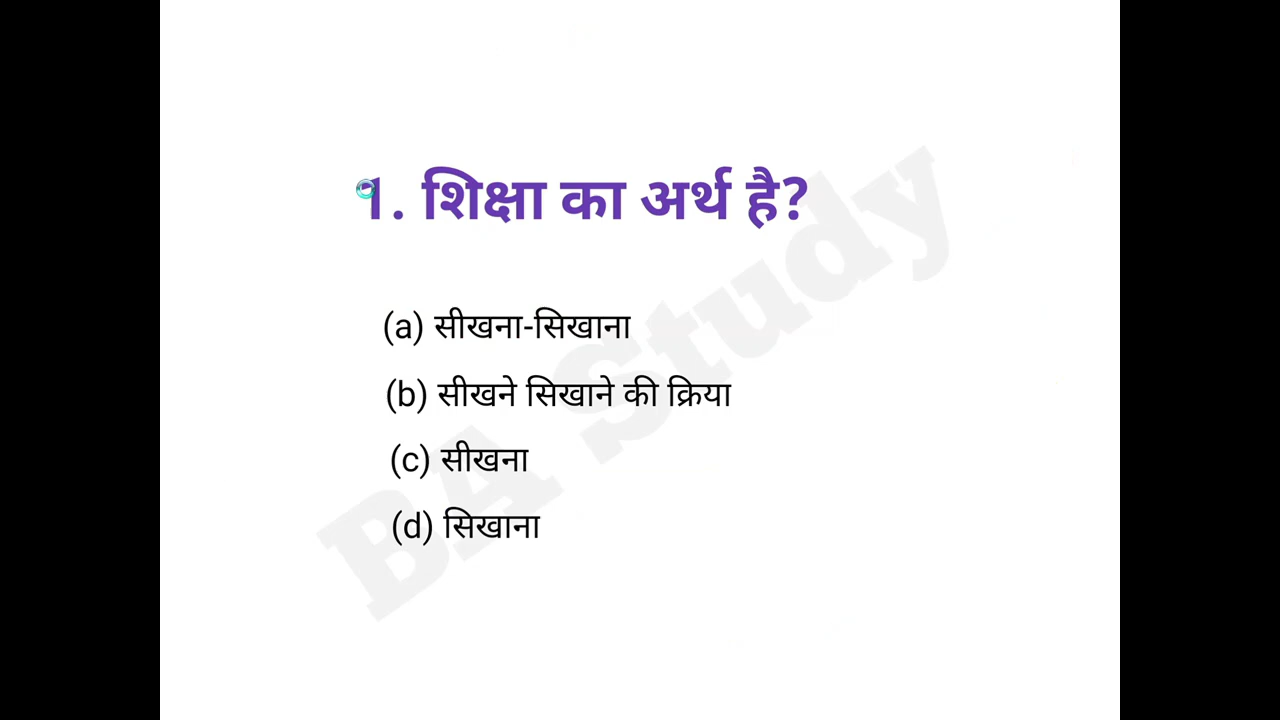 1. शिक्षा का अर्थ है?
(a) सीखना-सिखाना
(b) सीखने सिखाने की क्रिया
(c) सीखना
(d) सिखाना
BA Study